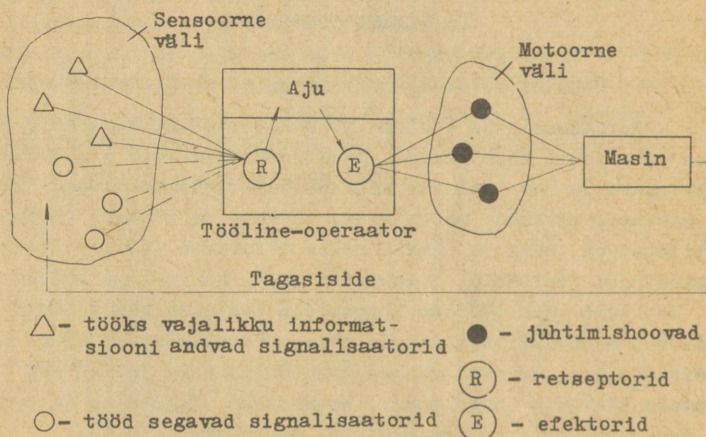 Sensoorne
väli
Motoorne
väli
Aju
R
E
Masin
Tööline-operaator
Tagasiside
- tööks vajalikku informat-
siooni andvad signalisaatorid
- juhtimishoovad
R - retseptorid
- tööd segavad signalisaatorid
E - efektorid